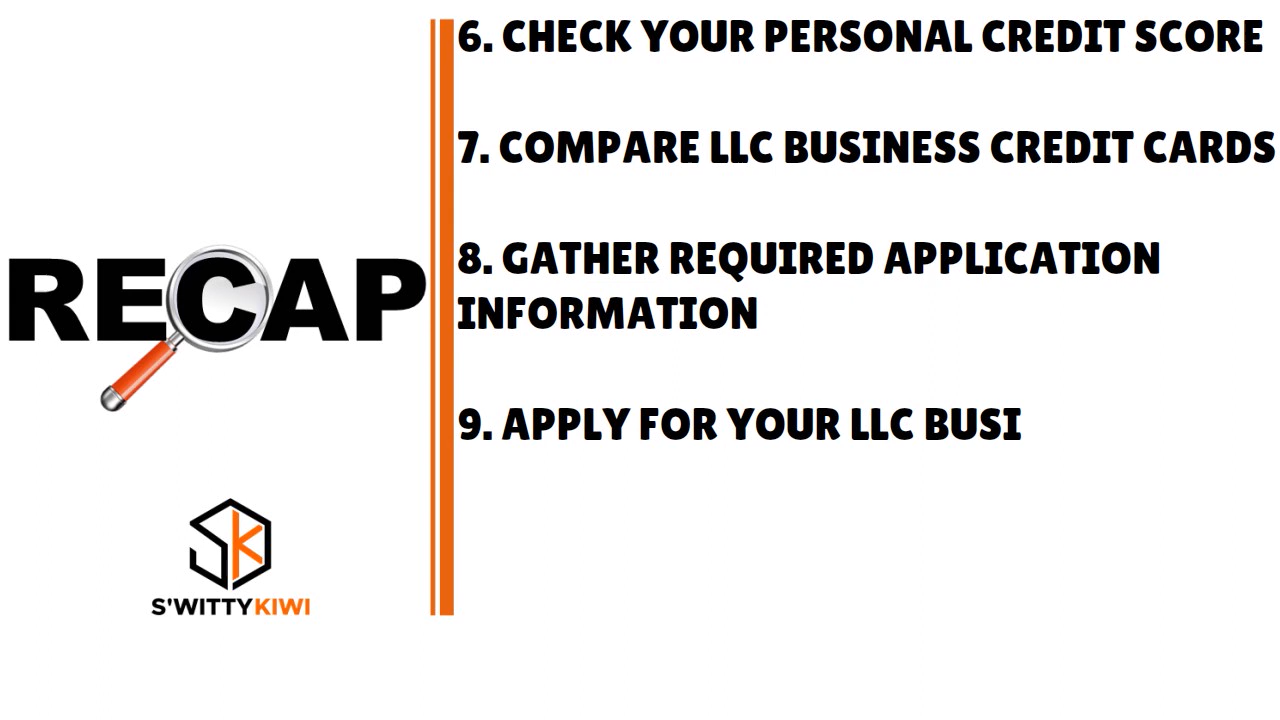 RECAP
S'WITTYKIWI
6. CHECK YOUR PERSONAL CREDIT SCORE
7. COMPARE LLC BUSINESS CREDIT CARDS
8. GATHER REQUIRED APPLICATION
INFORMATION
9. APPLY FOR YOUR LLC BUSI